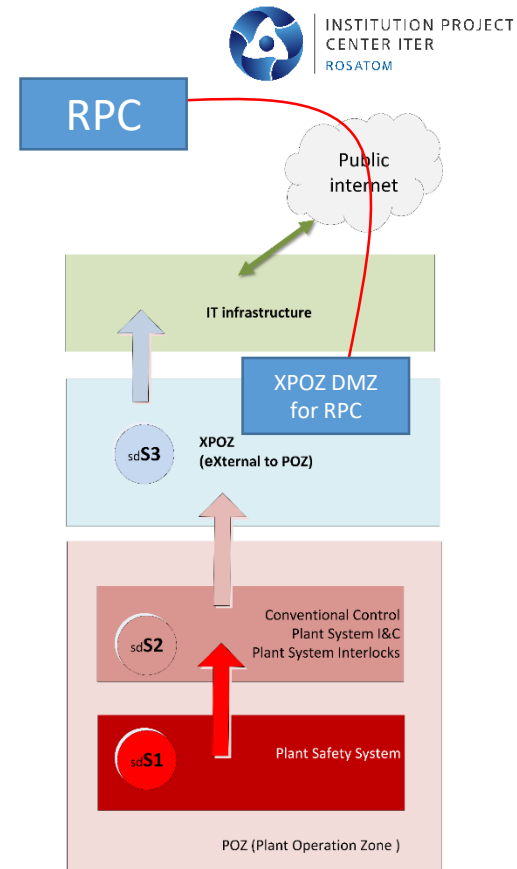 INSTITUTION PROJECT
CENTER ITER
ROSATOM
RPC
Public
internet
IT infrastructure
XPOZ DMZ
for RPC
sdS3
XPOZ
(eXternal to POZ)
Conventional Control
Plant System I&C
Plant System Interlocks
sdS2
Plant Safety System
sdS1
POZ (Plant Operation Zone )